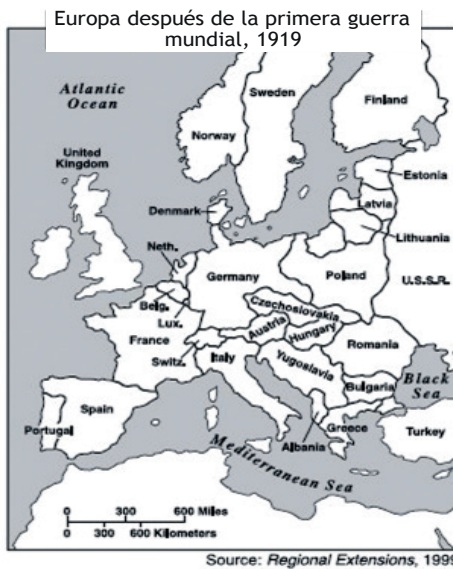 Europa después de la primera guerra
mundial, 1919
Atlantic
Ocean
Sweden
Finland
Norway
United
Kingdom
Estonia
Latvia
Denmark
Lithuania
Neth.
Germany
Poland
U.S.S.R.
Belg.
Czechoslovakia
Lux.
Austria
Hungary
France
Switz.
Italy
Romania
Yugoslavia
Black
Sea
Bulgaria
Spain
Portugal
Greece
Turkey
Albania
Mediterranean Sea
0 300 600 Miles
0 300 600 Kilometers
Source: Regional Extensions, 1999